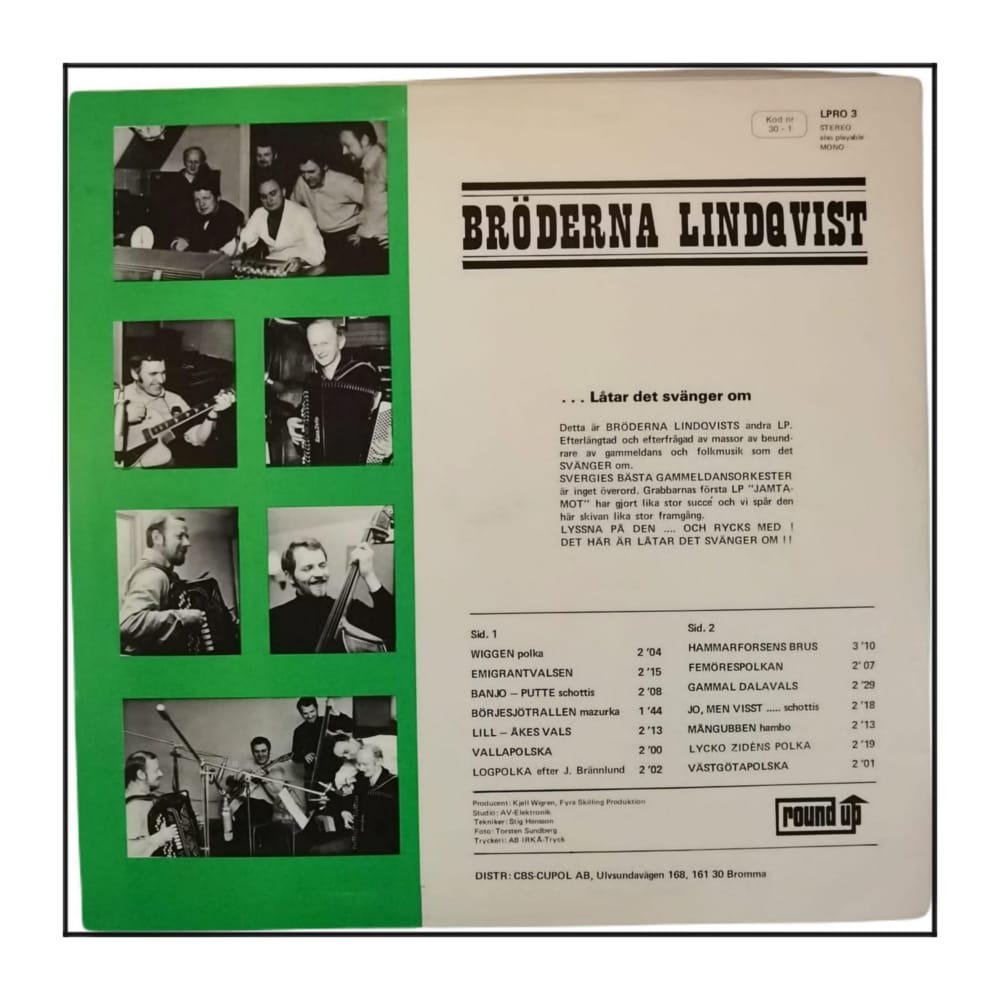 Kod nr
30 - 1
LPRO 3
STEREO
also playable
MONO
BRÖDERNA LINDQVIST
. . . Låtar det svänger om
Detta är BRÖDERNA LINDQVISTS andra LP.
Efterlängtad och efterfrågad av massor av beund-
rare av gammeldans och folkmusik som det
SVÄNGER om.
SVERGIES BÄSTA GAMMELDANSORKESTER
är inget överord. Grabbarnas första LP "JAMTA-
MOT" har gjort lika stor succé och vi spår den
här skivan lika stor framgång.
LYSSNA PÅ DEN .... OCH RYCKS MED !
DET HÄR ÄR LÅTAR DET SVÄNGER OM ! !
Sid. 1
WIGGEN polka 2 '04
EMIGRANTVALSEN 2 '15
BANJO – PUTTE schottis 2 '08
BÖRJESJÖTRALLEN mazurka 1 '44
LILL – ÅKES VALS 2 '13
VALLAPOLSKA 2 '00
LOGPOLKA efter J. Brännlund 2 '02
Sid. 2
HAMMARFORSENS BRUS 3 '10
FEMÖRESPOLKAN 2' 07
GAMMAL DALAVALS 2 '29
JO, MEN VISST ..... schottis 2 '18
MÅNGUBBEN hambo 2 '13
LYCKO ZIDÉNS POLKA 2 '19
VÄSTGÖTAPOLSKA 2 '01
Producent: Kjell Wigren, Fyra Skilling Produktion
Studio: AV-Elektronik
Tekniker: Stig Hansson
Foto: Torsten Sundberg
Tryckeri: AB IRKÅ-Tryck
round up
DISTR: CBS-CUPOL AB, Ulvsundavägen 168, 161 30 Bromma